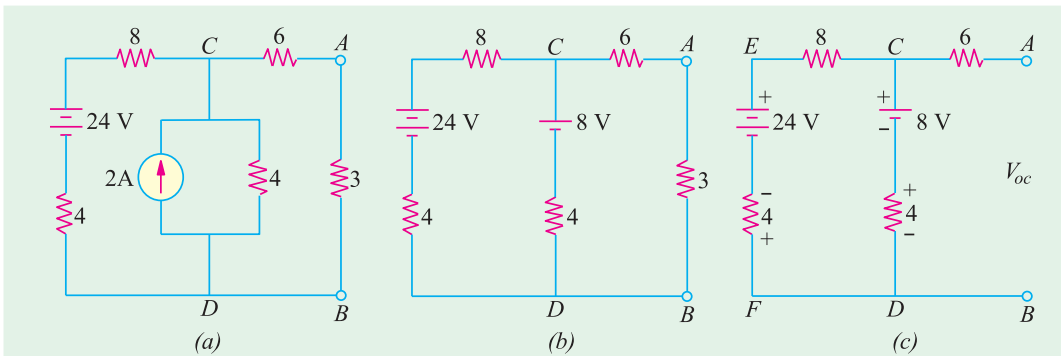 8 C 6 A
24 V
2A 4 3
4
D B
(a)
8 C 6 A
24 V 8 V
3
4 4
D B
(b)
E 8 C 6 A
+ +
24 V 8 V
–
Voc
– +
4 4
+ –
F D B
(c)